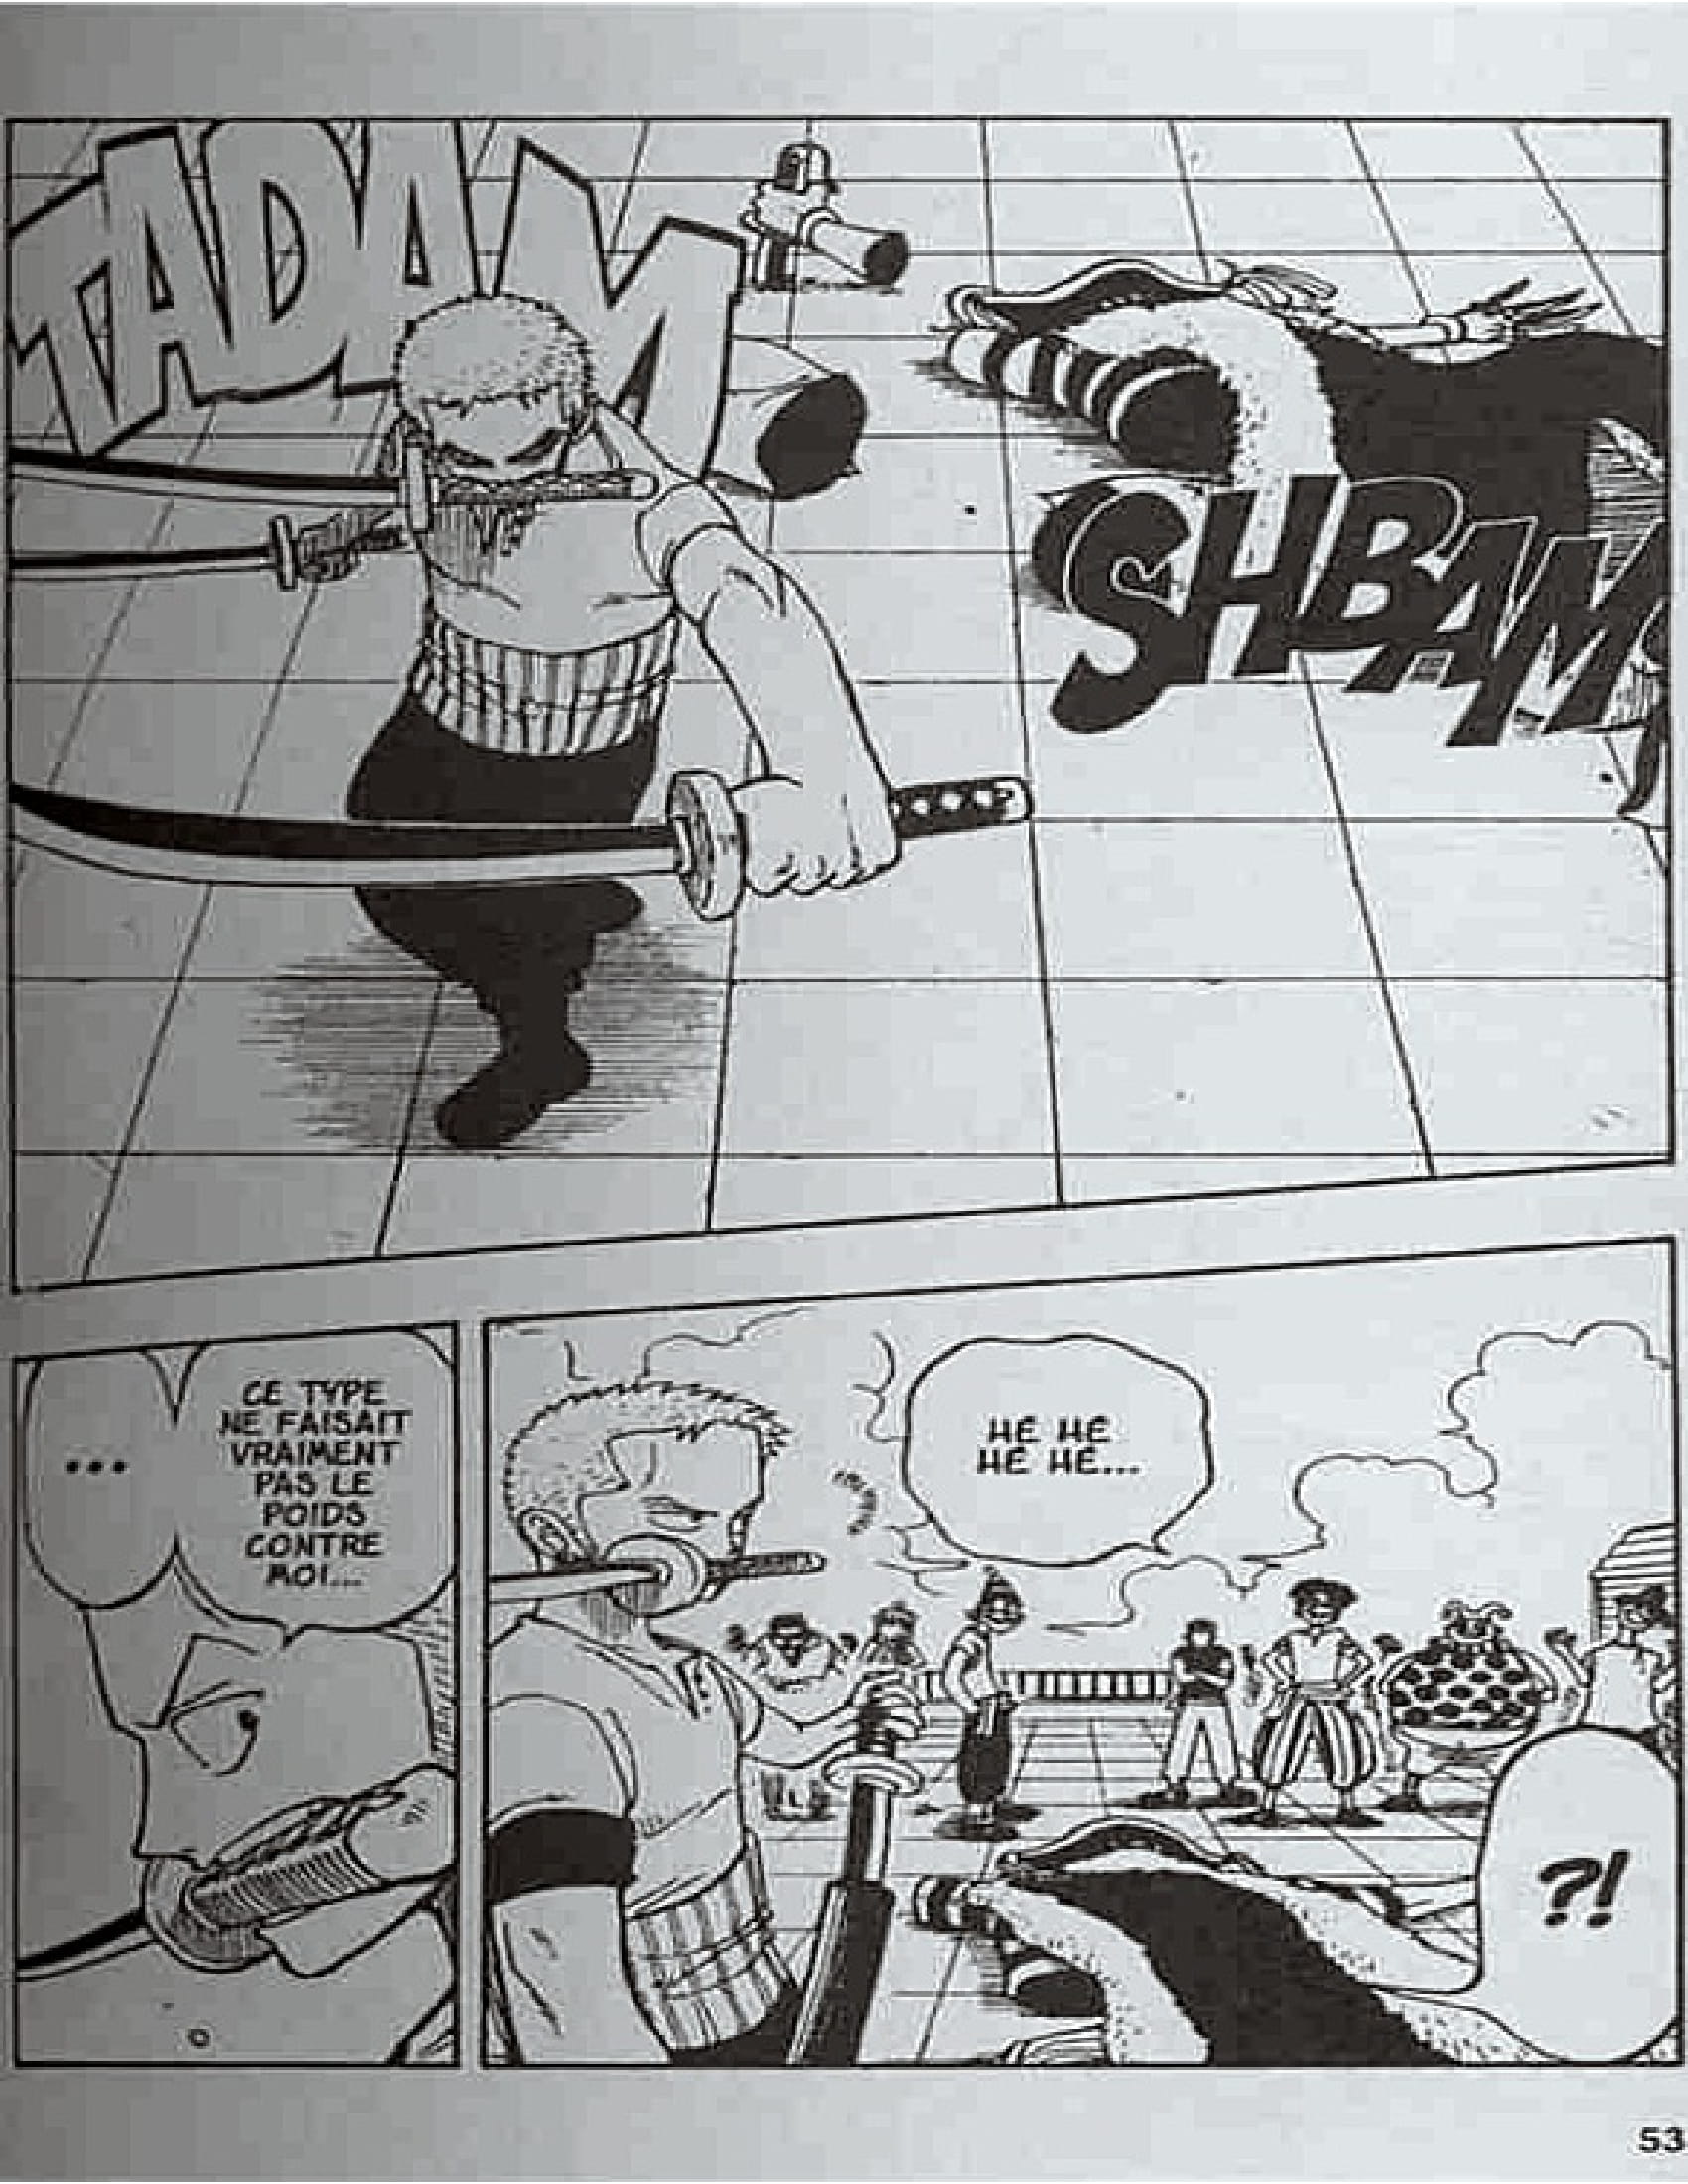 TADAM
SHBAM
HE HE
HE HE...
?!
CE TYPE
NE FAISAIT
VRAIMENT
PAS LE
POIDS
CONTRE
MOI...
...
53